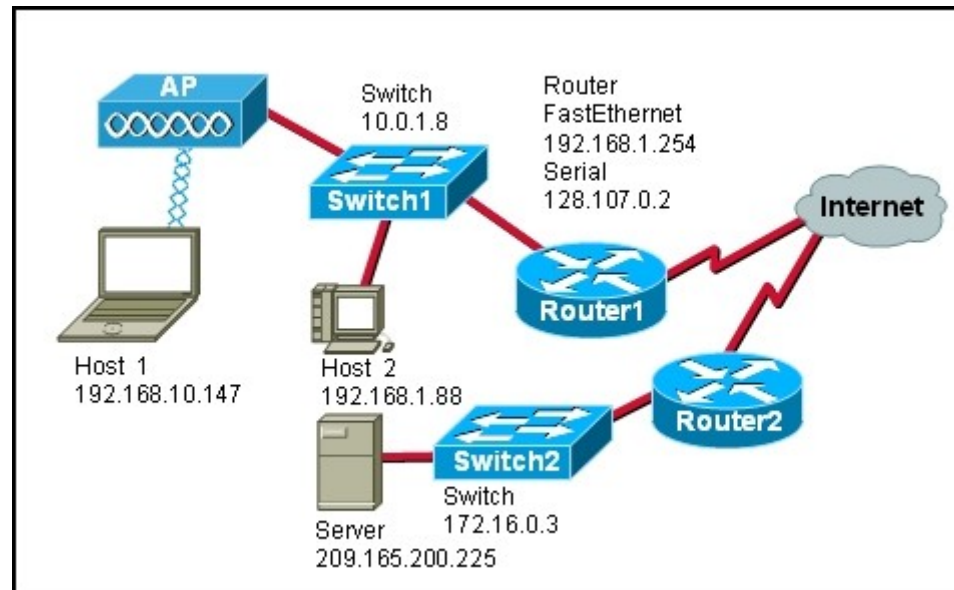 AP
Switch
10.0.1.8
Switch1
Router
FastEthernet
192.168.1.254
Serial
128.107.0.2
Internet
Router1
Host 1
192.168.10.147
Host 2
192.168.1.88
Router2
Switch2
Switch
172.16.0.3
Server
209.165.200.225